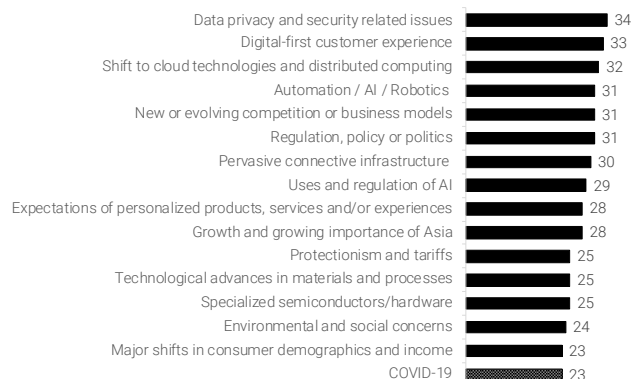 Data privacy and security related issues 34
Digital-first customer experience 33
Shift to cloud technologies and distributed computing 32
Automation / AI / Robotics 31
New or evolving competition or business models 31
Regulation, policy or politics 31
Pervasive connective infrastructure 30
Uses and regulation of AI 29
Expectations of personalized products, services and/or experiences 28
Growth and growing importance of Asia 28
Protectionism and tariffs 25
Technological advances in materials and processes 25
Specialized semiconductors/hardware 25
Environmental and social concerns 24
Major shifts in consumer demographics and income 23
COVID-19 23